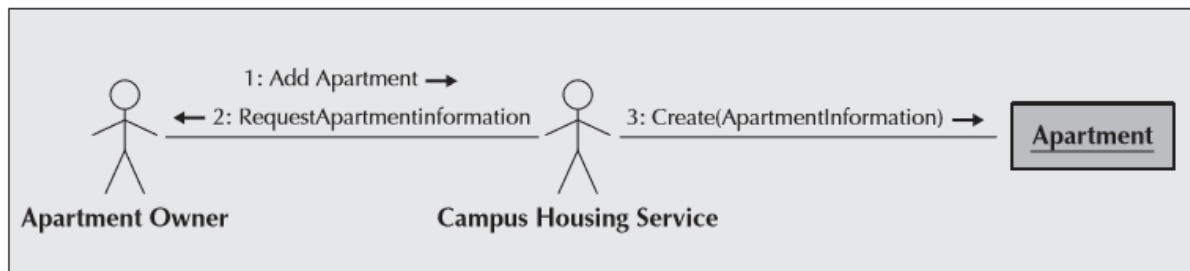 1: Add Apartment
2: RequestApartmentinformation
3: Create(ApartmentInformation)
Apartment
Apartment Owner
Campus Housing Service